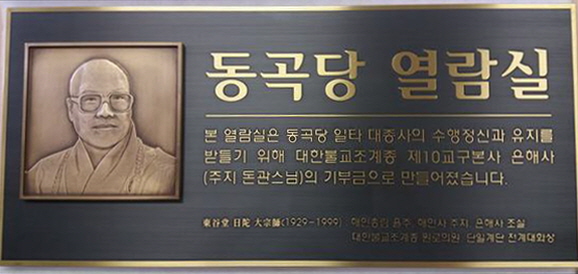 동곡당 열람실
본 열람실은 동곡당 일타 대종사의 수행정신과 유지를
받들기 위해 대한불교조계종 제10교구본사 은해사
(주지 돈관스님)의 기부금으로 만들어졌습니다.
東谷堂 日陀 大宗師(1929~1999) 해인총림 율주 해인사 주지 은해사 조실
대한불교조계종 원로의원 단일계단 전계대화상